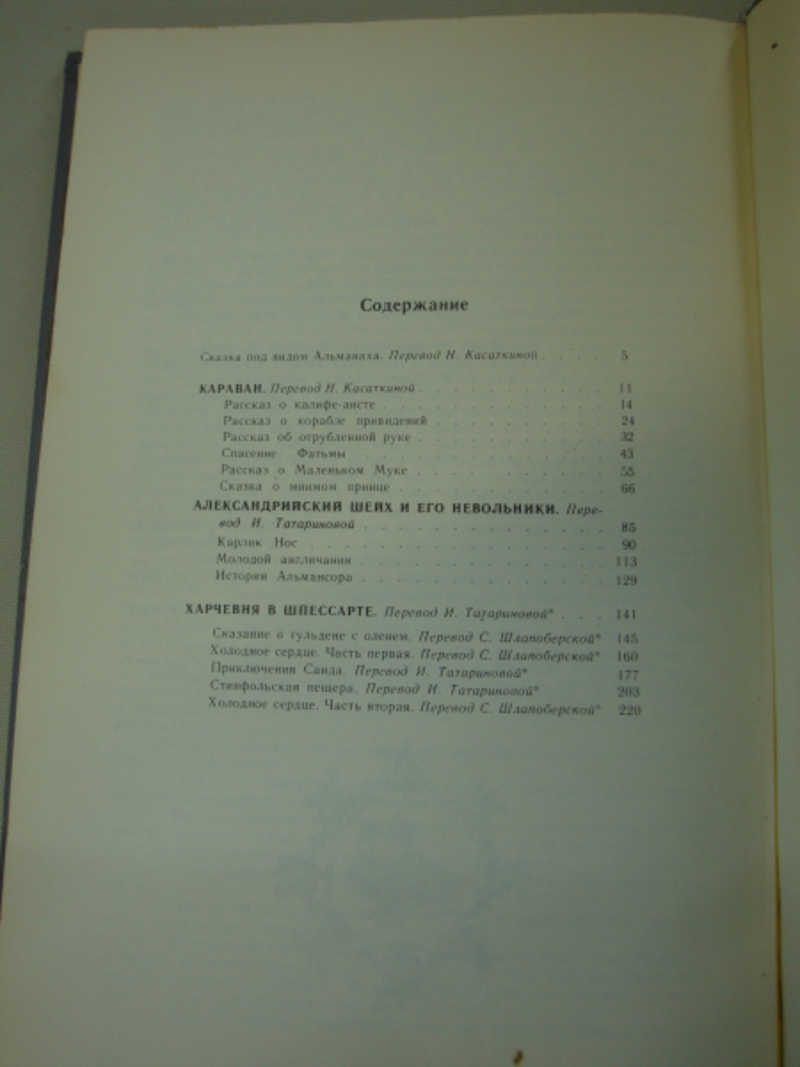 Содержание
Сказка под видом Альманаха. Перевод Н. Касаткиной . . . . 5
КАРАВАН. Перевод Н. Касаткиной . . . . . . . . . . . . 11
Рассказ о калифе-аисте . . . . . . . . . . . . . . 14
Рассказ о корабле привидений . . . . . . . . . . . 24
Рассказ об отрубленной руке . . . . . . . . . . . . 32
Спасение Фатьмы . . . . . . . . . . . . . . . . 43
Рассказ о Маленьком Муке . . . . . . . . . . . . 55
Сказка о мнимом принце . . . . . . . . . . . . . 66
АЛЕКСАНДРИЙСКИЙ ШЕЙХ И ЕГО НЕВОЛЬНИКИ. Пере-
вод И. Татариновой . . . . . . . . . . . . . . 85
Карлик Нос . . . . . . . . . . . . . . . . . . 90
Молодой англичанин . . . . . . . . . . . . . . . 113
История Альмансора . . . . . . . . . . . . . . . 129
ХАРЧЕВНЯ В ШПЕССАРТЕ. Перевод И. Татариновой* . . . 141
Сказание о гульдене с оленем. Перевод С. Шлапоберской* 145
Холодное сердце. Часть первая. Перевод С. Шлапоберской* 160
Приключения Саида. Перевод И. Татариновой* 177
Стинфольская пещера. Перевод И. Татариновой* 203
Холодное сердце. Часть вторая. Перевод С. Шлапоберской* 220